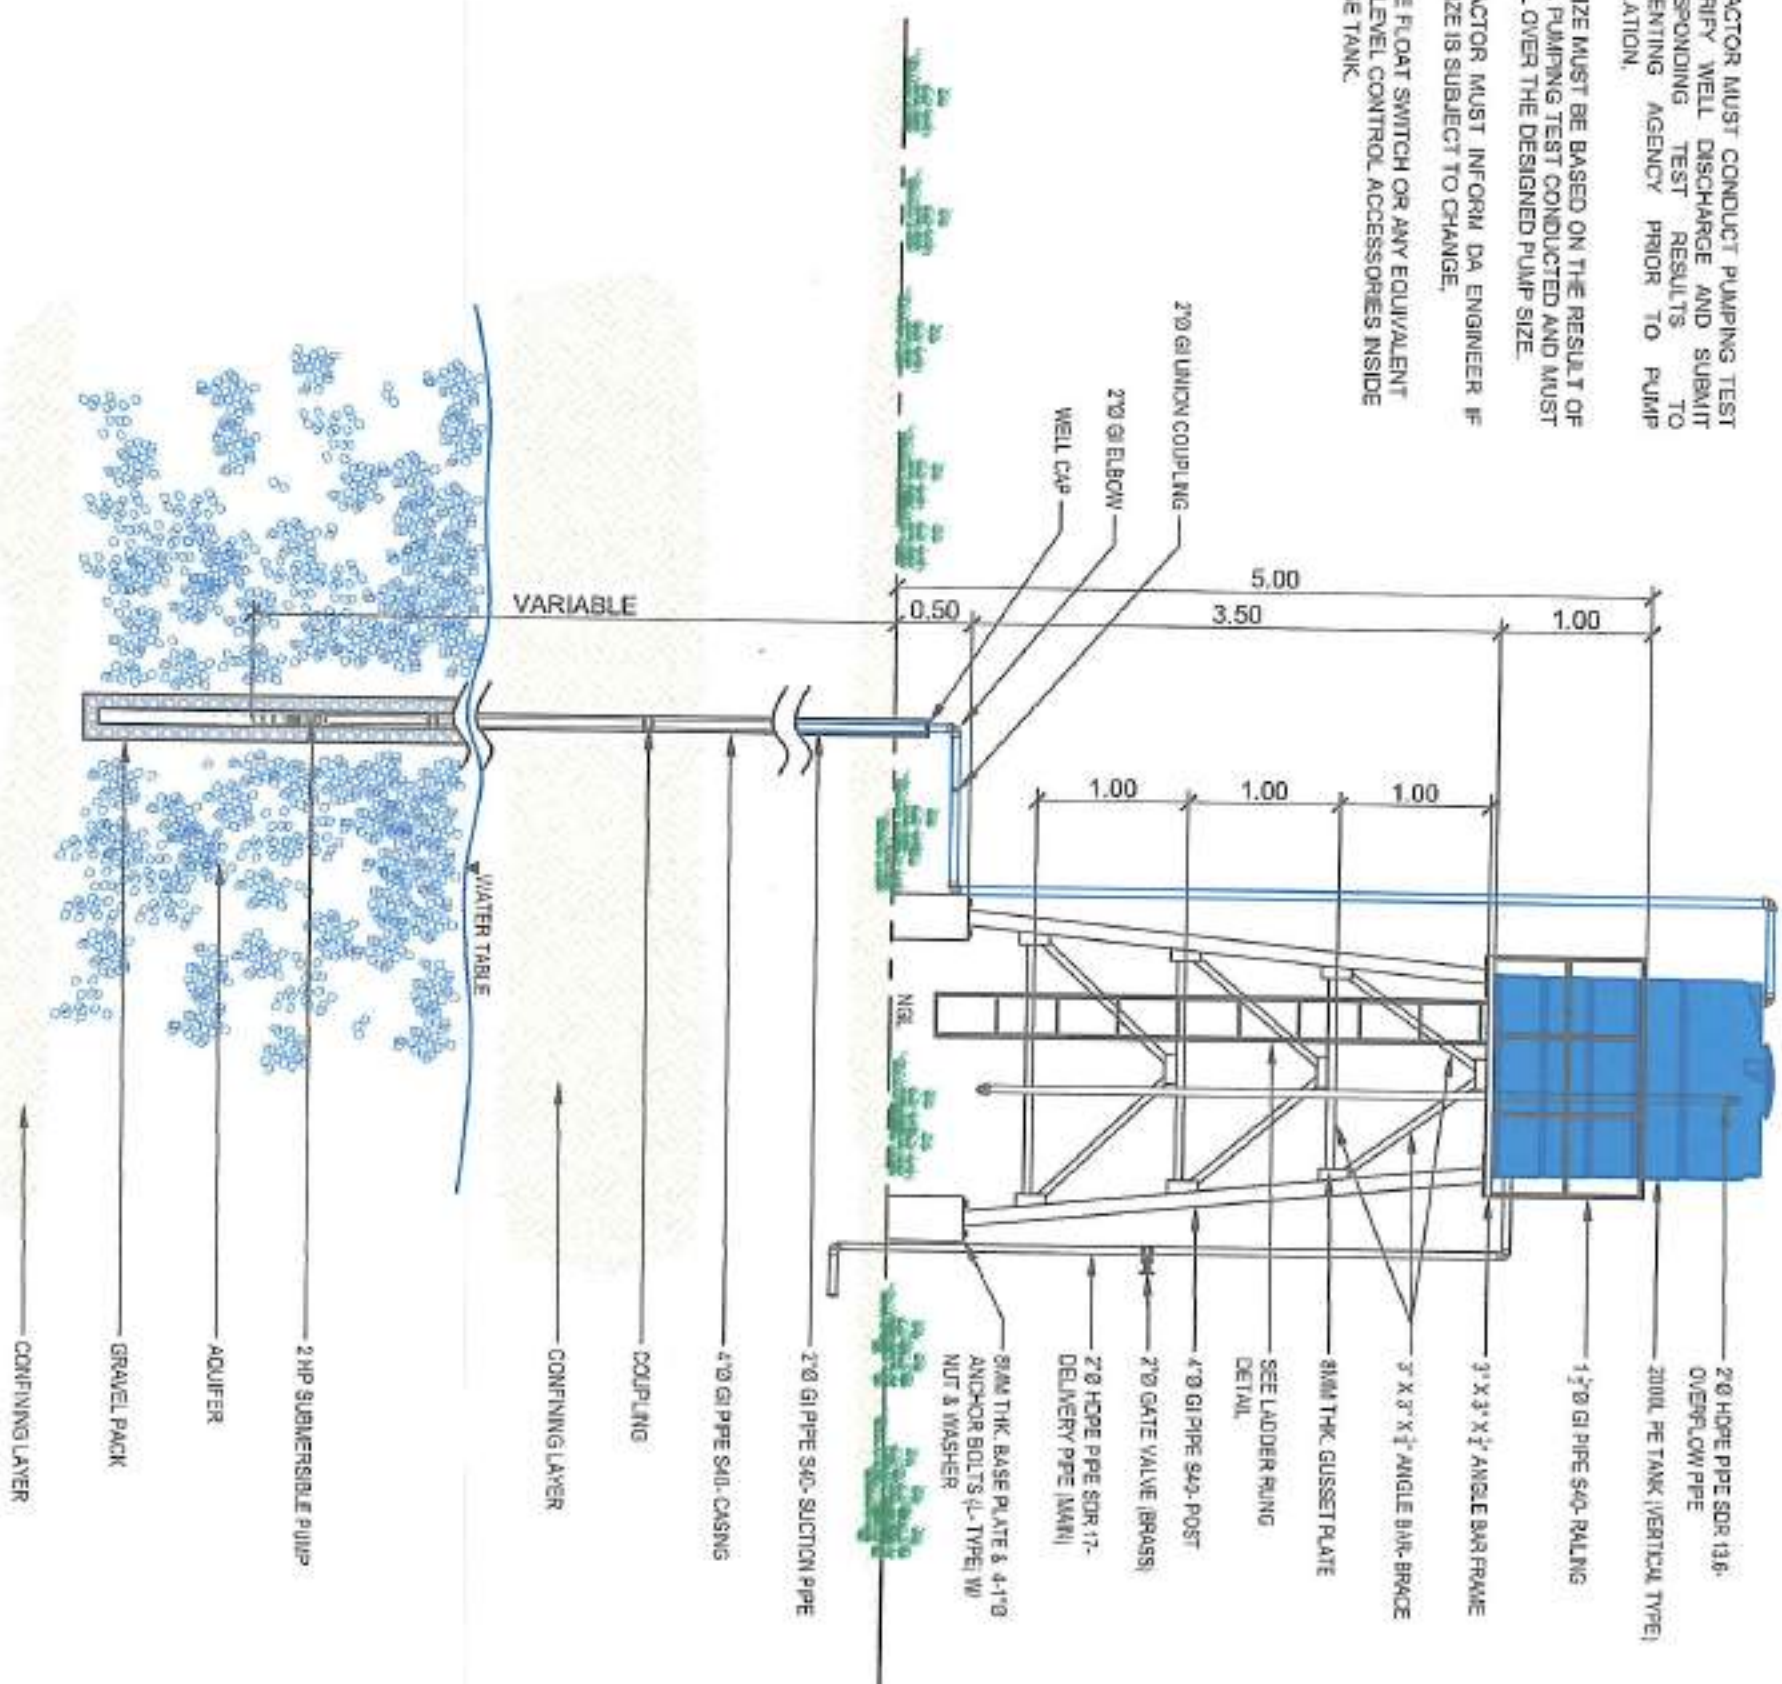 ACTOR MUST CONDUCT PUMPING TEST
RIFY WELL DISCHARGE AND SUBMIT
SPONDING TEST RESULTS TO
ENTING AGENCY PRIOR TO PUMP
LATION.
IZE MUST BE BASED ON THE RESULT OF
PUMPING TEST CONDUCTED AND MUST
L OVER THE DESIGNED PUMP SIZE.
ACTOR MUST INFORM DA ENGINEER IF
ZE IS SUBJECT TO CHANGE.
E FLOAT SWITCH OR ANY EQUIVALENT
LEVEL CONTROL ACCESSORIES INSIDE
GE TANK.
2"Ø GI UNION COUPLING
2"Ø GI ELBOW
WELL CAP
5.00
1.00
3.50
0.50
VARIABLE
1.00
1.00
1.00
NGL
WATER TABLE
2"Ø HDPE PIPE SDR 13.6-
OVERFLOW PIPE
2000L PE TANK (VERTICAL TYPE)
1 1/2"Ø GI PIPE S40- RAILING
3" X 3" X ANGLE BAR FRAME
3" X 3" X ANGLE BAR- BRACE
8MM THK. GUSSET PLATE
SEE LADDER RUNG
DETAIL
4"Ø GI PIPE S40- POST
2"Ø GATE VALVE (BRASS)
2"Ø HDPE PIPE SDR 17-
DELIVERY PIPE (MAIN)
8MM THK. BASE PLATE & 4-1"Ø
ANCHOR BOLTS (L- TYPE) W/
NUT & WASHER
2"Ø GI PIPE S40- SUCTION PIPE
4"Ø GI PIPE S40- CASING
COUPLING
CONFINING LAYER
2 HP SUBMERSIBLE PUMP
AQUIFER
GRAVEL PACK
CONFINING LAYER